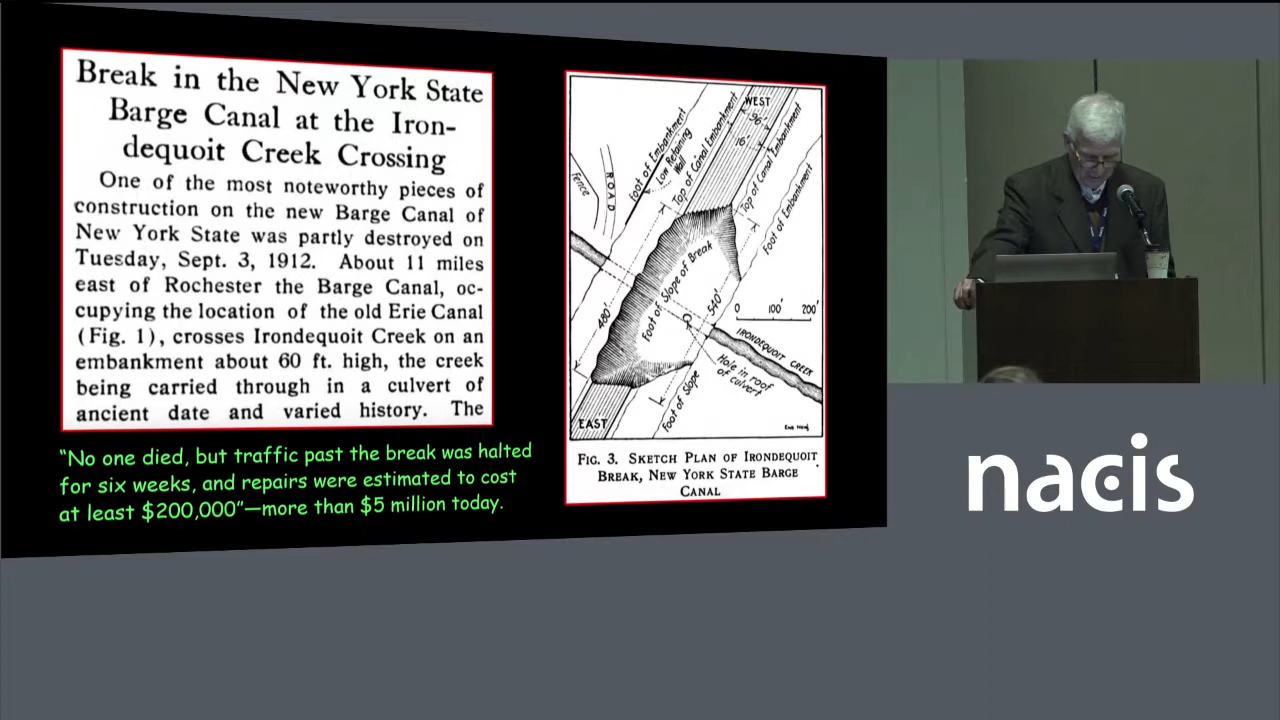 Break in the New York State
Barge Canal at the Iron-
dequoit Creek Crossing
One of the most noteworthy pieces of
construction on the new Barge Canal of
New York State was partly destroyed on
Tuesday, Sept. 3, 1912. About 11 miles
east of Rochester the Barge Canal, oc-
cupying the location of the old Erie Canal
(Fig. 1), crosses Irondequoit Creek on an
embankment about 60 ft. high, the creek
being carried through in a culvert of
ancient date and varied history. The
“No one died, but traffic past the break was halted
for six weeks, and repairs were estimated to cost
at least $200,000”—more than $5 million today.
WEST
96'
76'
Foot of Embankment
Low Retaining
Wall
Top of Canal Embankment
Top of Canal Embankment
Foot of Embankment
Fence
ROAD
Foot of Slope of Break
480'
540'
0 100' 200'
IRONDEQUOIT CREEK
Hole in roof
of culvert
Foot of Slope
EAST
FIG. 3. SKETCH PLAN OF IRONDEQUOIT
BREAK, NEW YORK STATE BARGE
CANAL
nacis